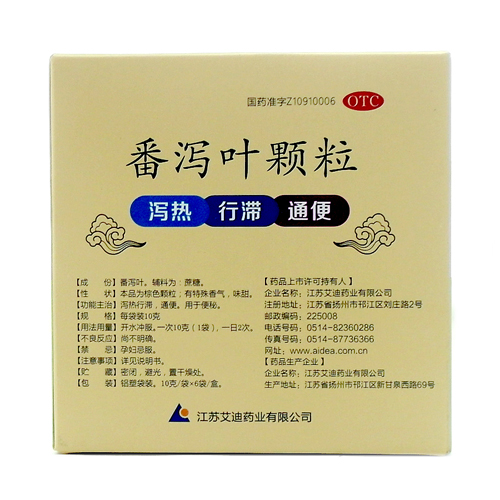 国药准字Z10910006 OTC
番泻叶颗粒
泻热 行滞 通便
【成 份】番泻叶。辅料为:蔗糖。
【性 状】本品为棕色颗粒;有特殊香气,味甜。
【功能主治】泻热行滞,通便。用于便秘。
【规 格】每袋装10克
【用法用量】开水冲服。一次10克(1袋),一日2次。
【不良反应】尚不明确。
【禁 忌】孕妇忌服。
【注意事项】详见说明书。
【贮 藏】密闭,避光,置干燥处。
【包 装】铝塑袋装。10克/袋×6袋/盒。
【药品上市许可持有人】
企业名称:江苏艾迪药业有限公司
注册地址:江苏省扬州市邗江区刘庄路2号
邮政编码:225008
电话号码:0514-82360286
传真号码:0514-87736366
网址:www.aidea.com.cn
【药品生产企业】
企业名称:江苏艾迪药业有限公司
生产地址:江苏省扬州市邗江区新甘泉西路69号
江苏艾迪药业有限公司